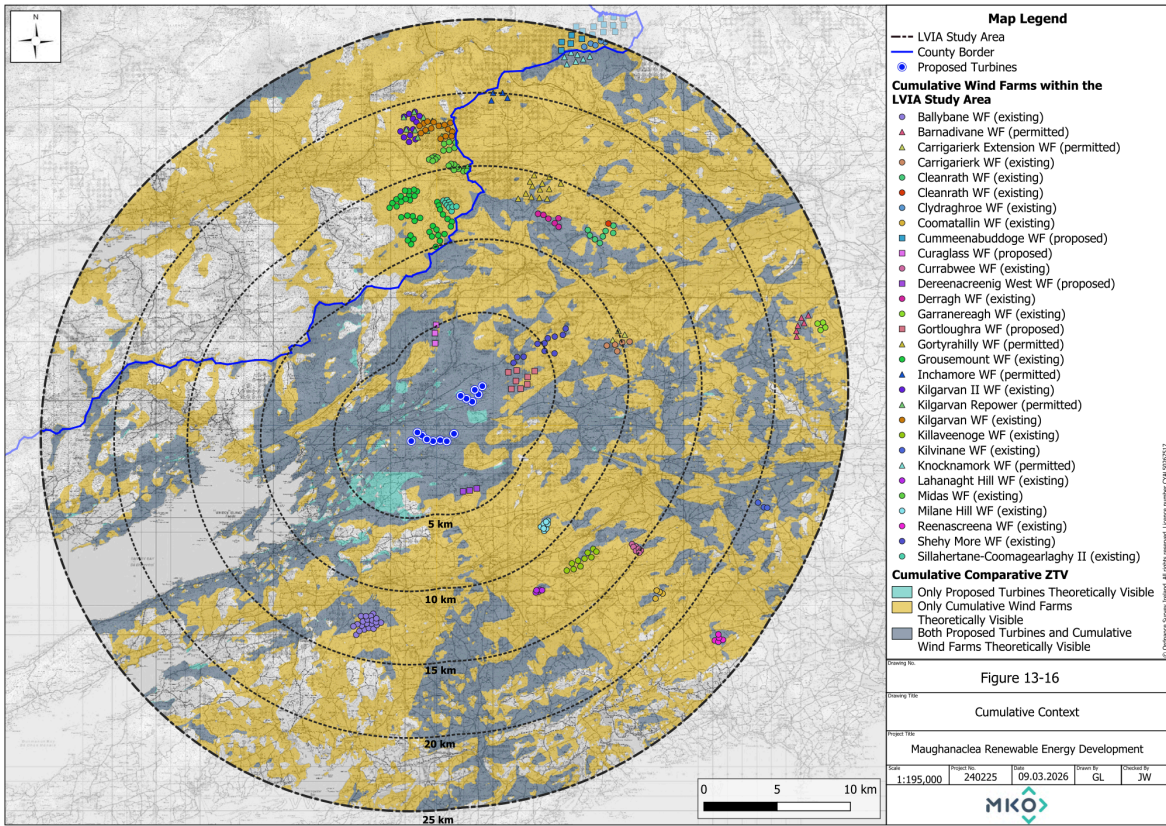 N
5 km
10 km
15 km
20 km
25 km
0 5 10 km
Map Legend
LVIA Study Area
County Border
Proposed Turbines
Cumulative Wind Farms within the
LVIA Study Area
Ballybane WF (existing)
Barnadivane WF (permitted)
Carrigarierk Extension WF (permitted)
Carrigarierk WF (existing)
Cleanrath WF (existing)
Cleanrath WF (existing)
Clydraghroe WF (existing)
Coomatallin WF (existing)
Cummeenabuddoge WF (proposed)
Curaglass WF (proposed)
Currabwee WF (existing)
Dereenacreenig West WF (proposed)
Derragh WF (existing)
Garranereagh WF (existing)
Gortloughra WF (proposed)
Gortyrahilly WF (permitted)
Grousemount WF (existing)
Inchamore WF (permitted)
Kilgarvan II WF (existing)
Kilgarvan Repower (permitted)
Kilgarvan WF (existing)
Killaveenoge WF (existing)
Kilvinane WF (existing)
Knocknamork WF (permitted)
Lahanaght Hill WF (existing)
Midas WF (existing)
Milane Hill WF (existing)
Reenascreena WF (existing)
Shehy More WF (existing)
Sillahertane-Coomagearlaghy II (existing)
Cumulative Comparative ZTV
Only Proposed Turbines Theoretically Visible
Only Cumulative Wind Farms
Theoretically Visible
Both Proposed Turbines and Cumulative
Wind Farms Theoretically Visible
Drawing No.
Figure 13-16
Drawing Title
Cumulative Context
Project Title
Maughanaclea Renewable Energy Development
Scale Project No. Date Drawn By Checked By
1:195,000 240225 09.03.2026 GL JW
MKO